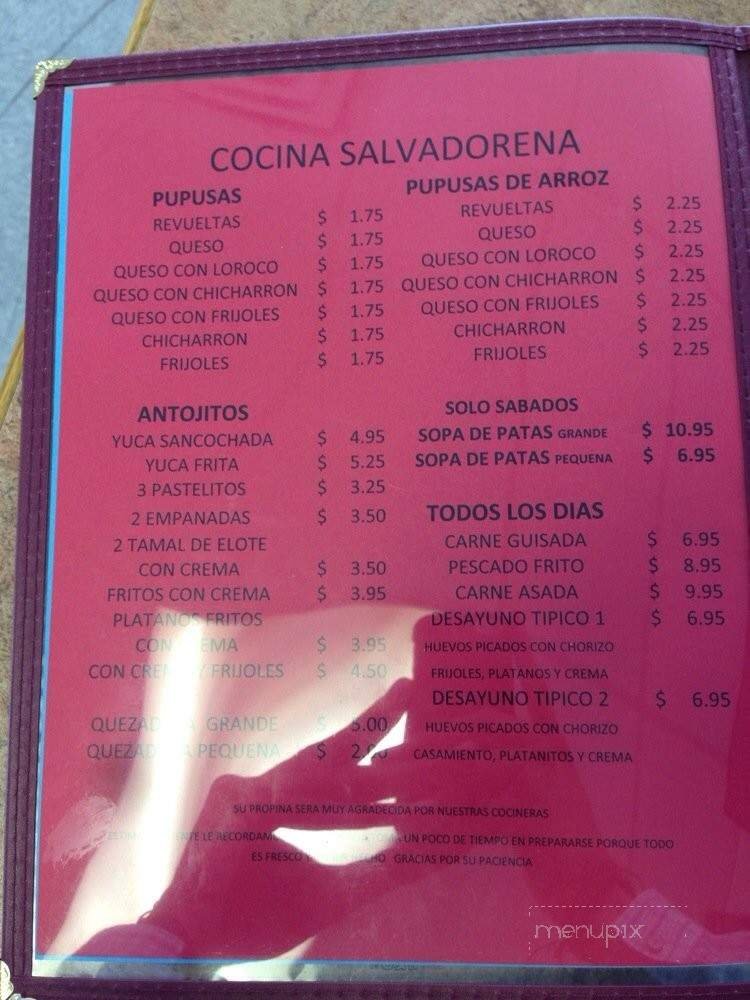 COCINA SALVADORENA
PUPUSAS
REVUELTAS $ 1.75
QUESO $ 1.75
QUESO CON LOROCO $ 1.75
QUESO CON CHICHARRON $ 1.75
QUESO CON FRIJOLES $ 1.75
CHICHARRON $ 1.75
FRIJOLES $ 1.75
PUPUSAS DE ARROZ
REVUELTAS $ 2.25
QUESO $ 2.25
QUESO CON LOROCO $ 2.25
QUESO CON CHICHARRON $ 2.25
QUESO CON FRIJOLES $ 2.25
CHICHARRON $ 2.25
FRIJOLES $ 2.25
ANTOJITOS
YUCA SANCOCHADA $ 4.95
YUCA FRITA $ 5.25
3 PASTELITOS $ 3.25
2 EMPANADAS $ 3.50
2 TAMAL DE ELOTE
CON CREMA $ 3.50
FRITOS CON CREMA $ 3.95
PLATANOS FRITOS
CON $ 3.95
CON CREMA Y FRIJOLES $ 4.50
GRANDE $ 5.00
PEQUENA $ 2.00
SOLO SABADOS
SOPA DE PATAS GRANDE $ 10.95
SOPA DE PATAS PEQUENA $ 6.95
TODOS LOS DIAS
CARNE GUISADA $ 6.95
PESCADO FRITO $ 8.95
CARNE ASADA $ 9.95
DESAYUNO TIPICO 1 $ 6.95
HUEVOS PICADOS CON CHORIZO
FRIJOLES, PLATANOS Y CREMA
DESAYUNO TIPICO 2 $ 6.95
HUEVOS PICADOS CON CHORIZO
CASAMIENTO, PLATANITOS Y CREMA
SU PROPINA SERA MUY AGRADECIDA POR NUESTRAS COCINERAS
LE UN POCO DE TIEMPO EN PREPARARSE PORQUE TODO
ES FRESCO GRACIAS POR SU PACIENCIA
menupix